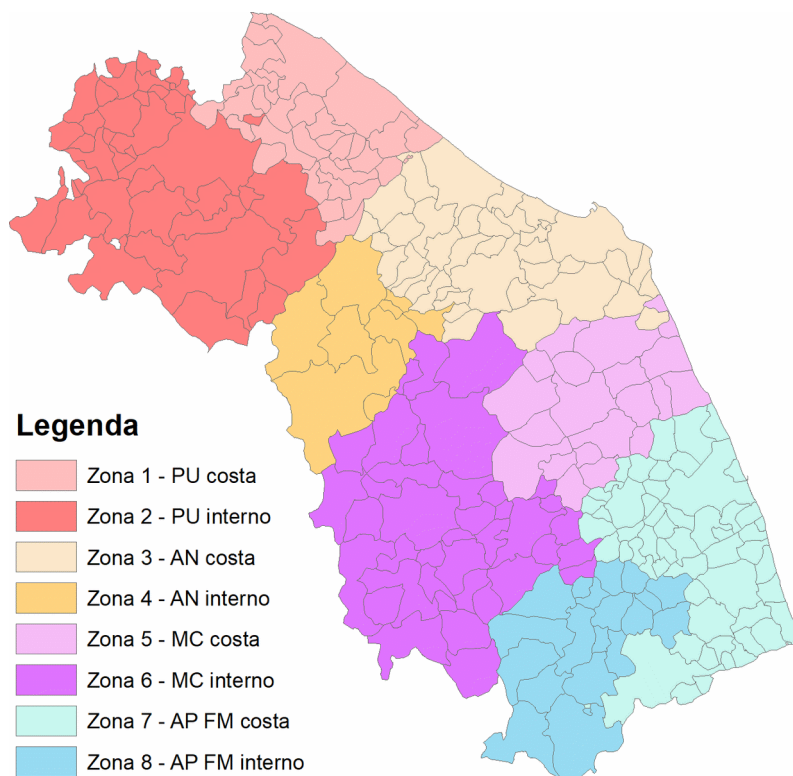 Legenda
Zona 1 - PU costa
Zona 2 - PU interno
Zona 3 - AN costa
Zona 4 - AN interno
Zona 5 - MC costa
Zona 6 - MC interno
Zona 7 - AP FM costa
Zona 8 - AP FM interno